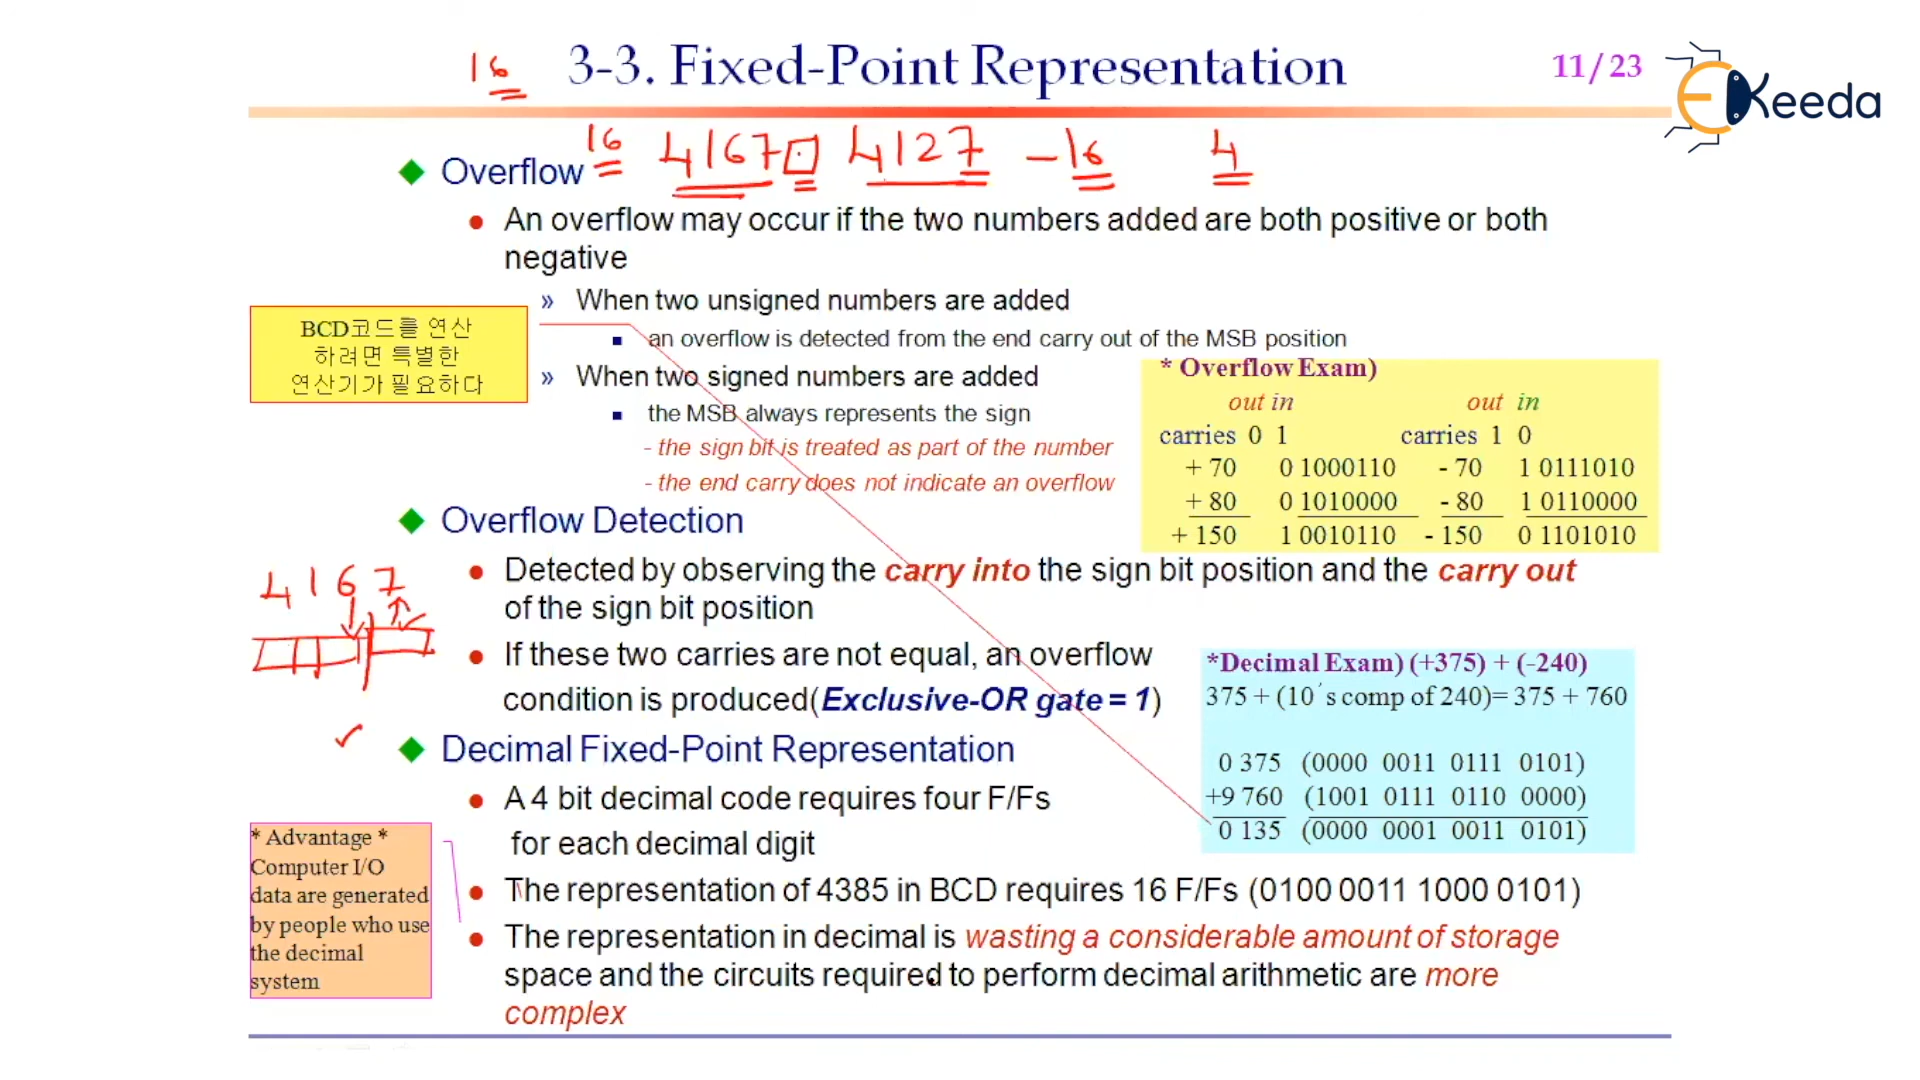 16
3-3. Fixed-Point Representation
11/23
EKeeda
16 4167 4127 -16 4
Overflow
An overflow may occur if the two numbers added are both positive or both
negative
» When two unsigned numbers are added
an overflow is detected from the end carry out of the MSB position
» When two signed numbers are added
the MSB always represents the sign
- the sign bit is treated as part of the number
- the end carry does not indicate an overflow
BCD코드를 연산
하려면 특별한
연산기가 필요하다
* Overflow Exam)
out in out in
carries 0 1 carries 1 0
+ 70 0 1000110 - 70 1 0111010
+ 80 0 1010000 - 80 1 0110000
+ 150 1 0010110 - 150 0 1101010
Overflow Detection
Detected by observing the carry into the sign bit position and the carry out
of the sign bit position
If these two carries are not equal, an overflow
condition is produced(Exclusive-OR gate = 1)
4167
*Decimal Exam) (+375) + (-240)
375 + (10´s comp of 240)= 375 + 760
0 375 (0000 0011 0111 0101)
+9 760 (1001 0111 0110 0000)
0 135 (0000 0001 0011 0101)
Decimal Fixed-Point Representation
A 4 bit decimal code requires four F/Fs
for each decimal digit
The representation of 4385 in BCD requires 16 F/Fs (0100 0011 1000 0101)
The representation in decimal is wasting a considerable amount of storage
space and the circuits required to perform decimal arithmetic are more
complex
* Advantage *
Computer I/O
data are generated
by people who use
the decimal
system